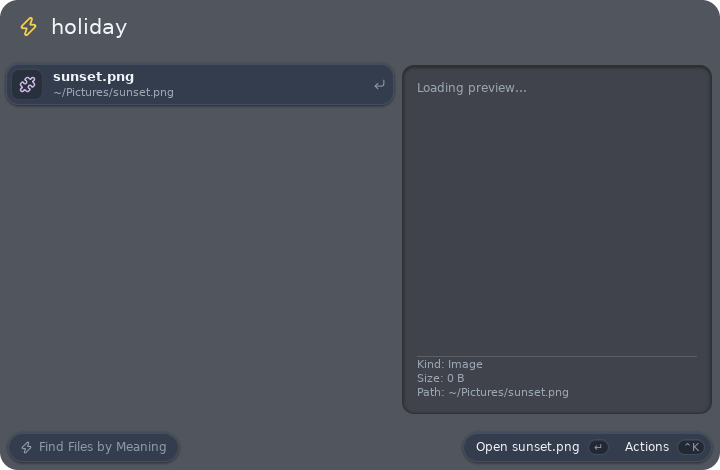 holiday
sunset.png
~/Pictures/sunset.png
↵
Loading preview...
Kind: Image
Size: 0 B
Path: ~/Pictures/sunset.png
Find Files by Meaning
Open sunset.png ↵ Actions ^K